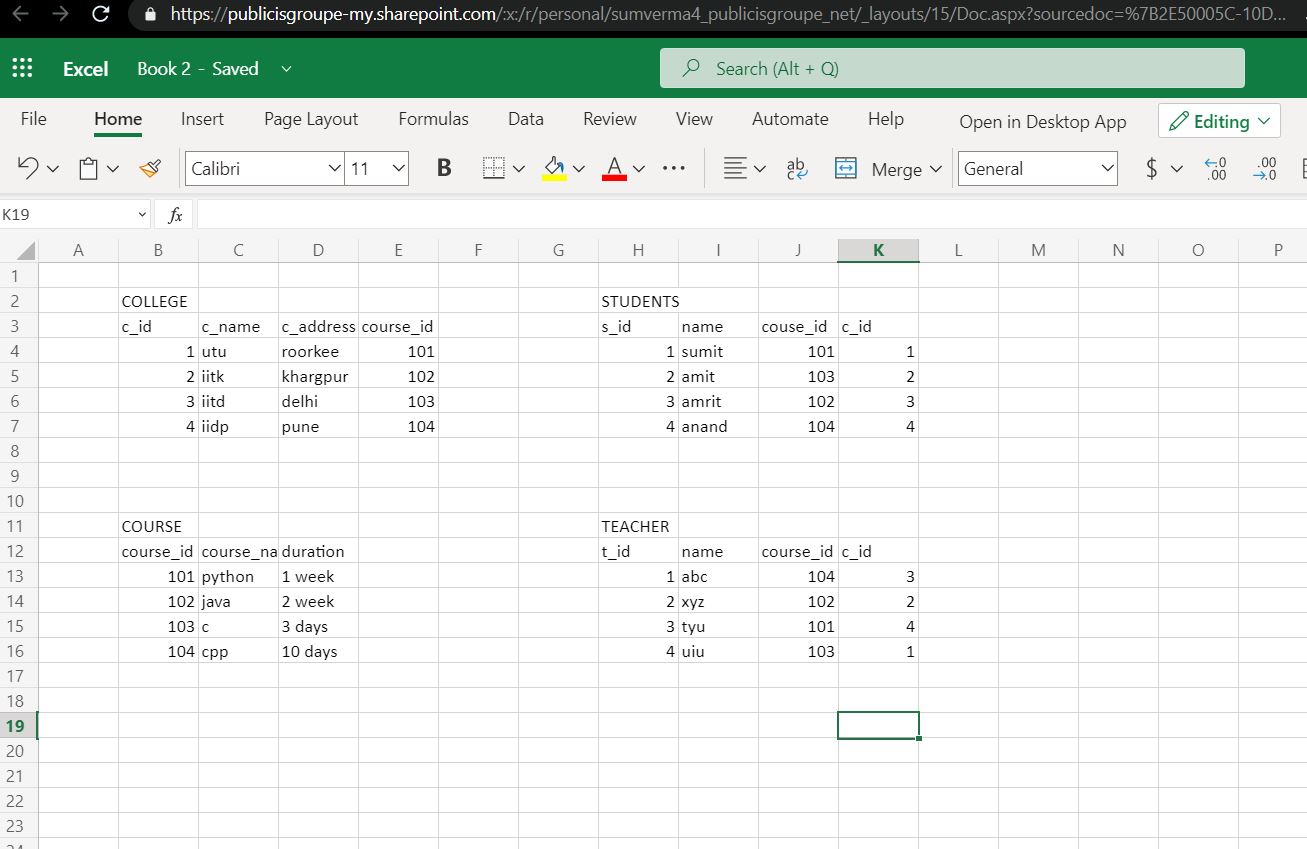 https://publicisgroupe-my.sharepoint.com/:x:/r/personal/sumverma4_publicisgroupe_net/_layouts/15/Doc.aspx?sourcedoc=%7B2E50005C-10D...
Excel Book 2 - Saved Search (Alt + Q)
File Home Insert Page Layout Formulas Data Review View Automate Help Open in Desktop App Editing
Calibri 11 B A ... ab c Merge General $ .0 .00 .00 .0
K19 fx
A B C D E F G H I J K L M N O P
1
2 COLLEGE STUDENTS
3 c_id c_name c_address course_id s_id name couse_id c_id
4 1 utu roorkee 101 1 sumit 101 1
5 2 iitk khargpur 102 2 amit 103 2
6 3 iitd delhi 103 3 amrit 102 3
7 4 iidp pune 104 4 anand 104 4
8
9
10
11 COURSE TEACHER
12 course_id course_na duration t_id name course_id c_id
13 101 python 1 week 1 abc 104 3
14 102 java 2 week 2 xyz 102 2
15 103 c 3 days 3 tyu 101 4
16 104 cpp 10 days 4 uiu 103 1
17
18
19
20
21
22
23